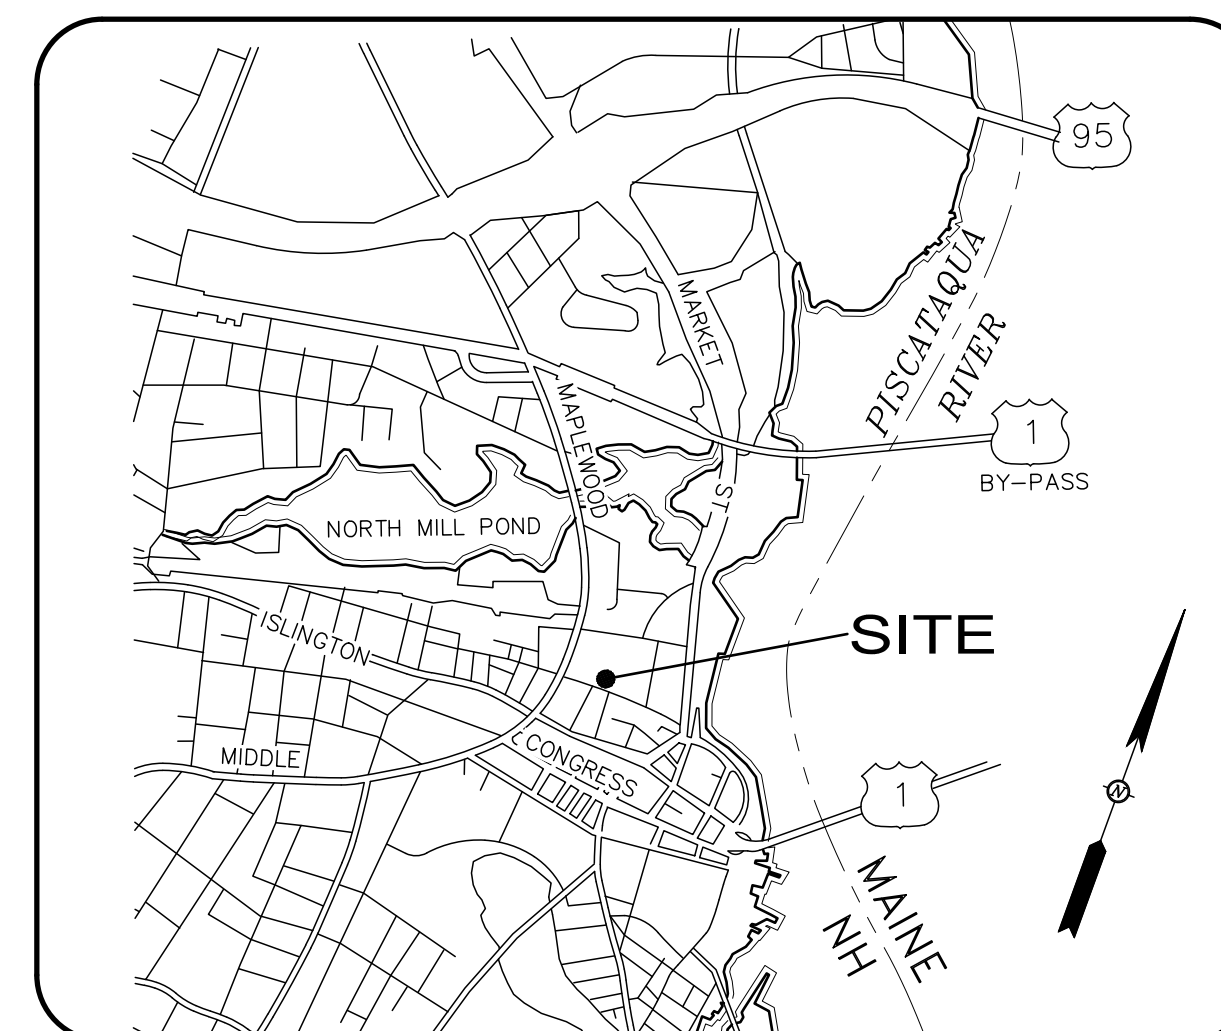 95
PISCATAQUA
RIVER
MARKET
ST
1
BY-PASS
MAPLEWOOD
NORTH MILL POND
SITE
ISLINGTON
MIDDLE
CONGRESS
1
N
MAINE
NH